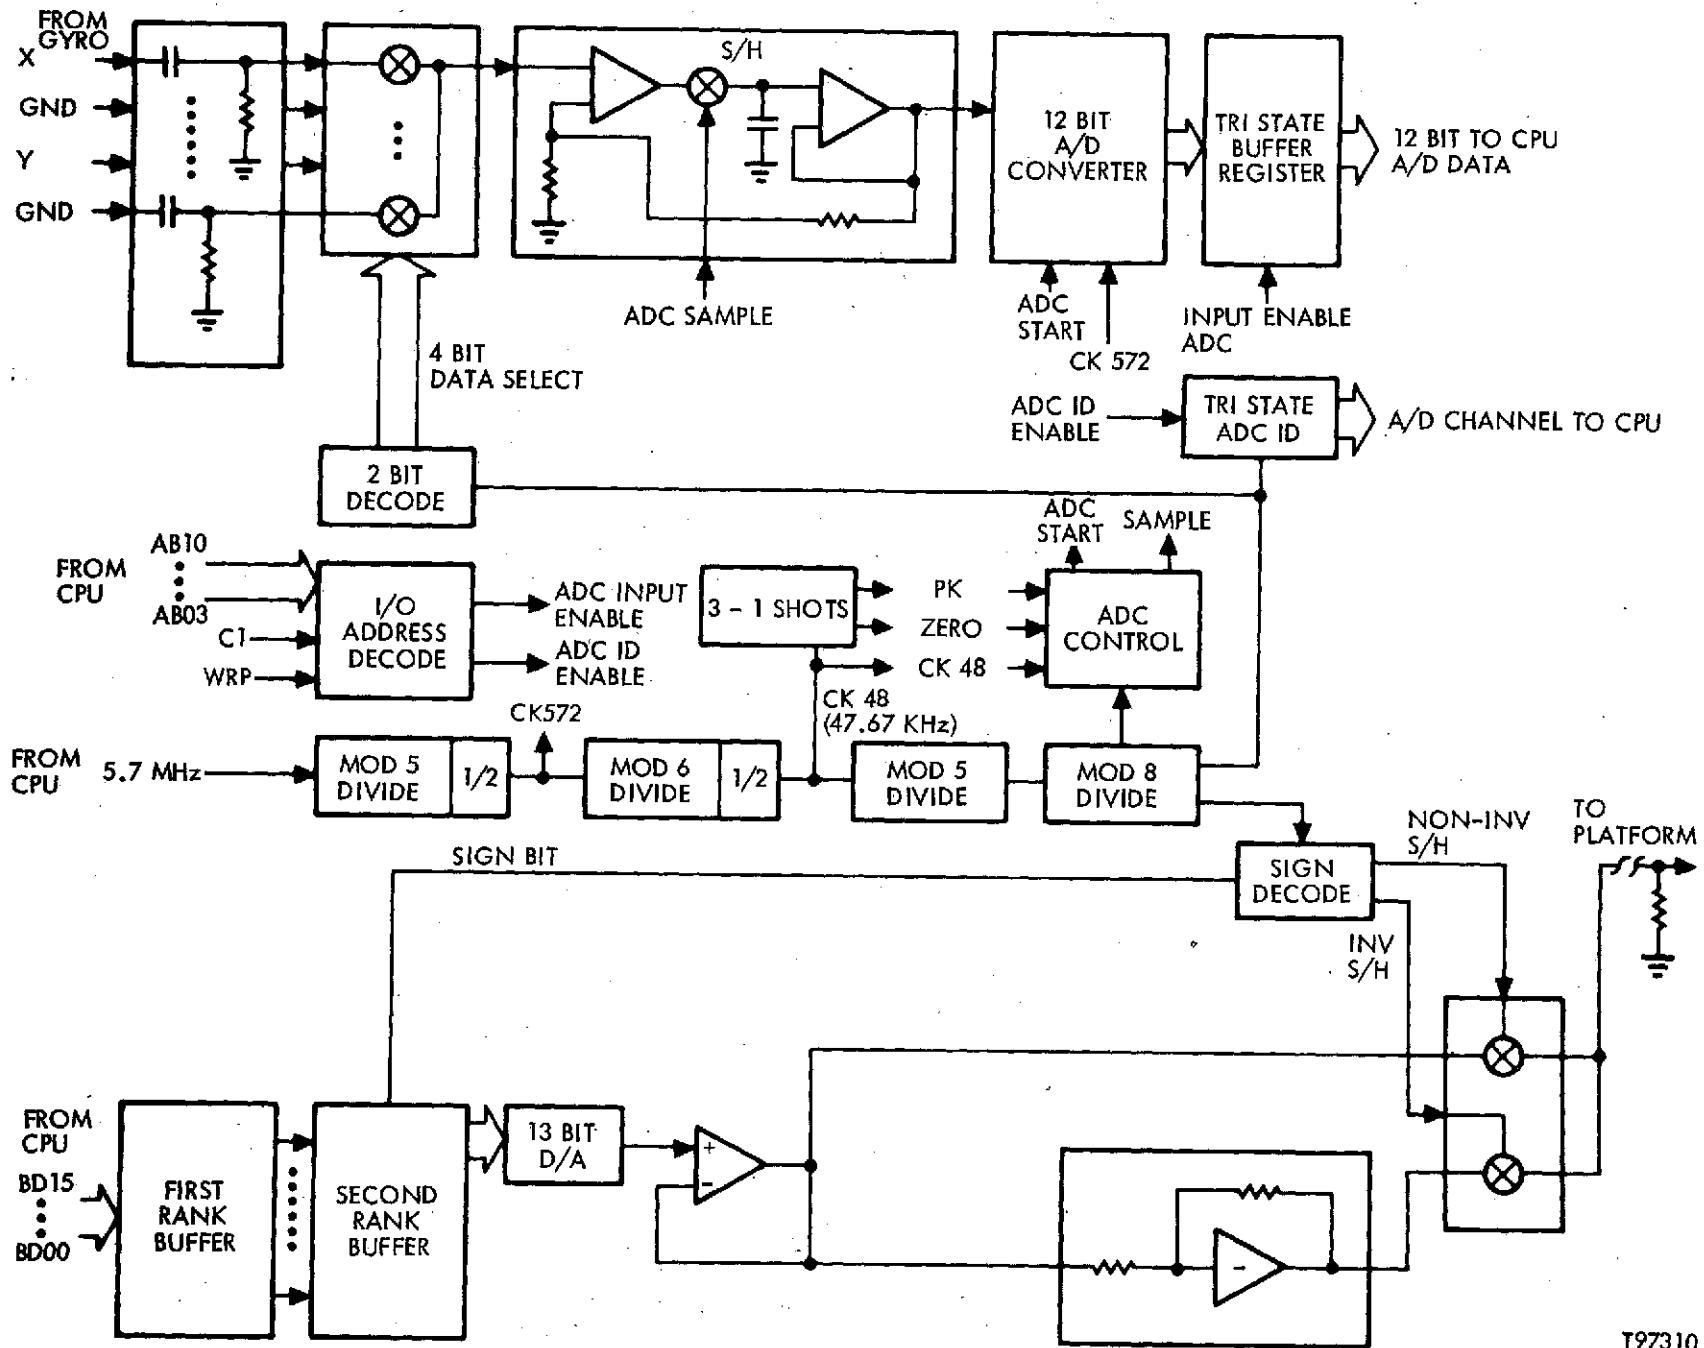 FROM
GYRO
X
GND
Y
GND
S/H
ADC SAMPLE
12 BIT
A/D
CONVERTER
TRI STATE
BUFFER
REGISTER
12 BIT TO CPU
A/D DATA
ADC
START
CK 572
INPUT ENABLE
ADC
4 BIT
DATA SELECT
ADC ID
ENABLE
TRI STATE
ADC ID
A/D CHANNEL TO CPU
2 BIT
DECODE
FROM
CPU
AB10
AB03
C1
WRP
I/O
ADDRESS
DECODE
ADC INPUT
ENABLE
ADC ID
ENABLE
3 - 1 SHOTS
PK
ZERO
CK 48
ADC
START
SAMPLE
ADC
CONTROL
CK 48
(47.67 KHz)
CK572
FROM
CPU
5.7 MHz
MOD 5
DIVIDE
1/2
MOD 6
DIVIDE
1/2
MOD 5
DIVIDE
MOD 8
DIVIDE
SIGN BIT
SIGN
DECODE
NON-INV
S/H
INV
S/H
TO
PLATFORM
FROM
CPU
BD15
BD00
FIRST
RANK
BUFFER
SECOND
RANK
BUFFER
13 BIT
D/A
+
-
-
T97310